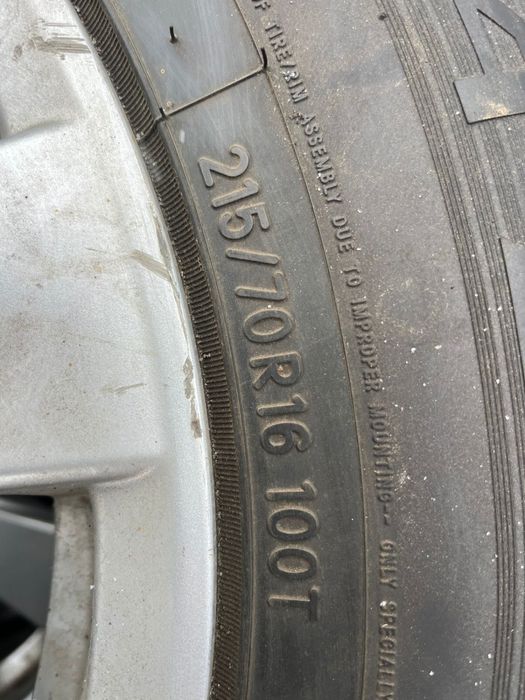 215/70R16 100T
OF TIRE/RIM ASSEMBLY DUE TO IMPROPER MOUNTING-- ONLY SPECIALLY